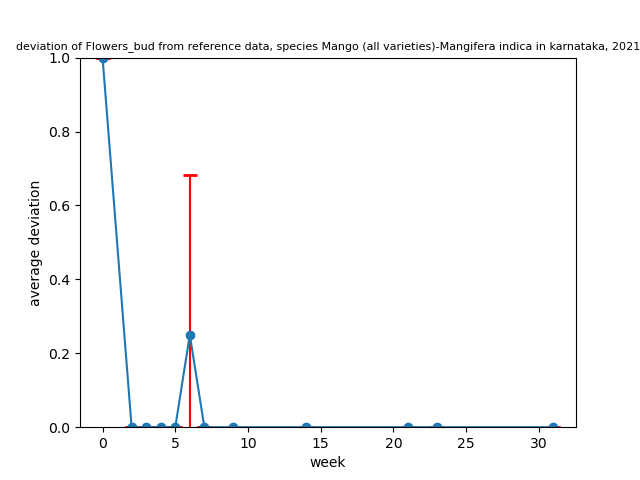 deviation of Flowers_bud from reference data, species Mango (all varieties)-Mangifera indica in karnataka, 2021
1.0
0.8
0.6
0.4
0.2
0.0
average deviation
0 5 10 15 20 25 30
week